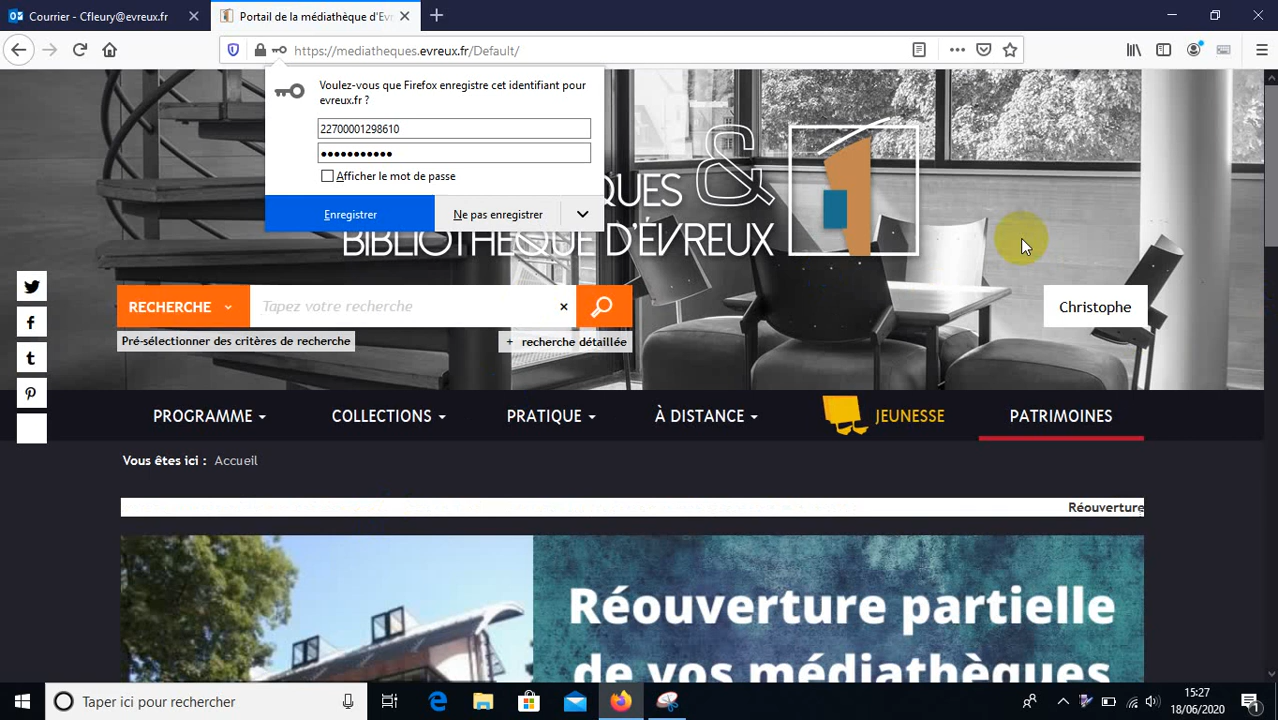 Courrier - Cfleury@evreux.fr
Portail de la médiathèque d'Evr
https://mediatheques.evreux.fr/Default/
Voulez-vous que Firefox enregistre cet identifiant pour
evreux.fr ?
22700001298610
•••••••••••
Afficher le mot de passe
Enregistrer
Ne pas enregistrer
QUES &
BIBLIOTHÈQUE D'ÉVREUX
RECHERCHE
Tapez votre recherche
×
Christophe
Pré-sélectionner des critères de recherche
+ recherche détaillée
PROGRAMME
COLLECTIONS
PRATIQUE
À DISTANCE
JEUNESSE
PATRIMOINES
Vous êtes ici : Accueil
Réouverture
Réouverture partielle
de vos médiathèques
Taper ici pour rechercher
15:27
18/06/2020
1